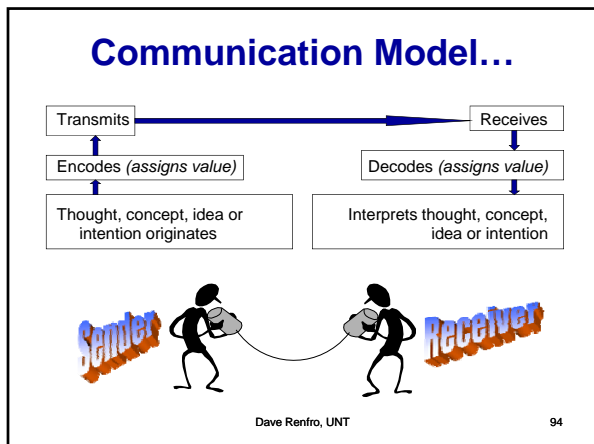 Communication Model…
Transmits
Receives
Encodes (assigns value)
Decodes (assigns value)
Thought, concept, idea or
intention originates
Interprets thought, concept,
idea or intention
Sender
Receiver
Dave Renfro, UNT
94